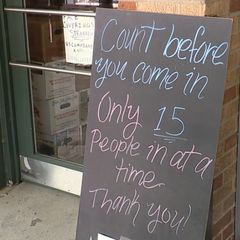 Count before
you come in
Only 15
People in at a
time
Thank you!